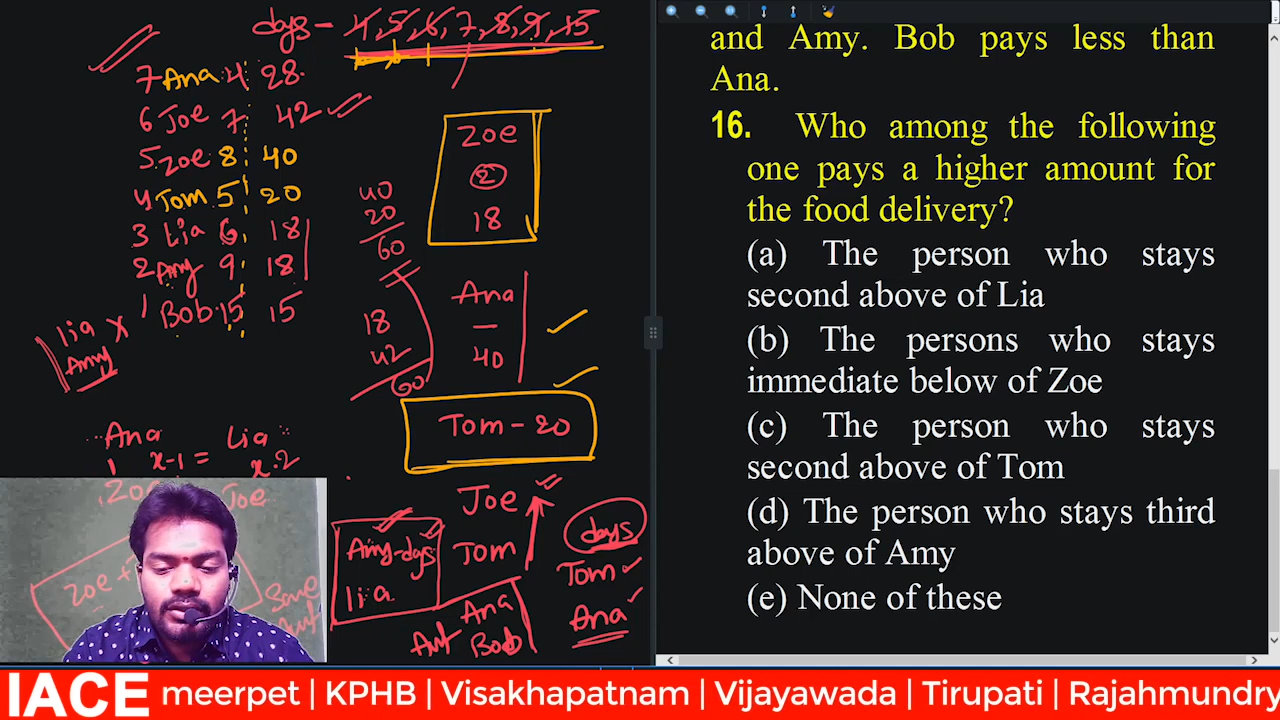 days - 4, 5, 6, 7, 8, 9, 15
7 Ana 4 28
6 Joe 7 42
5 Zoe 8 40
4 Tom 5 20
3 Lia 6 18
2 Amy 9 18
1 Bob 15 15
lia x
Amy
Zoe
2
18
40
20
60
Ana
—
40
18
42
60
Tom - 20
Ana Lia
x-1 = x.2
Zoe Joe
Zoe +
Same
Amt
Joe
Amy-days Tom
lia
Ana
Amt Bob
days
Tom
Ana
and Amy. Bob pays less than
Ana.
16. Who among the following
one pays a higher amount for
the food delivery?
(a) The person who stays
second above of Lia
(b) The persons who stays
immediate below of Zoe
(c) The person who stays
second above of Tom
(d) The person who stays third
above of Amy
(e) None of these
IACE meerpet | KPHB | Visakhapatnam | Vijayawada | Tirupati | Rajahmundry